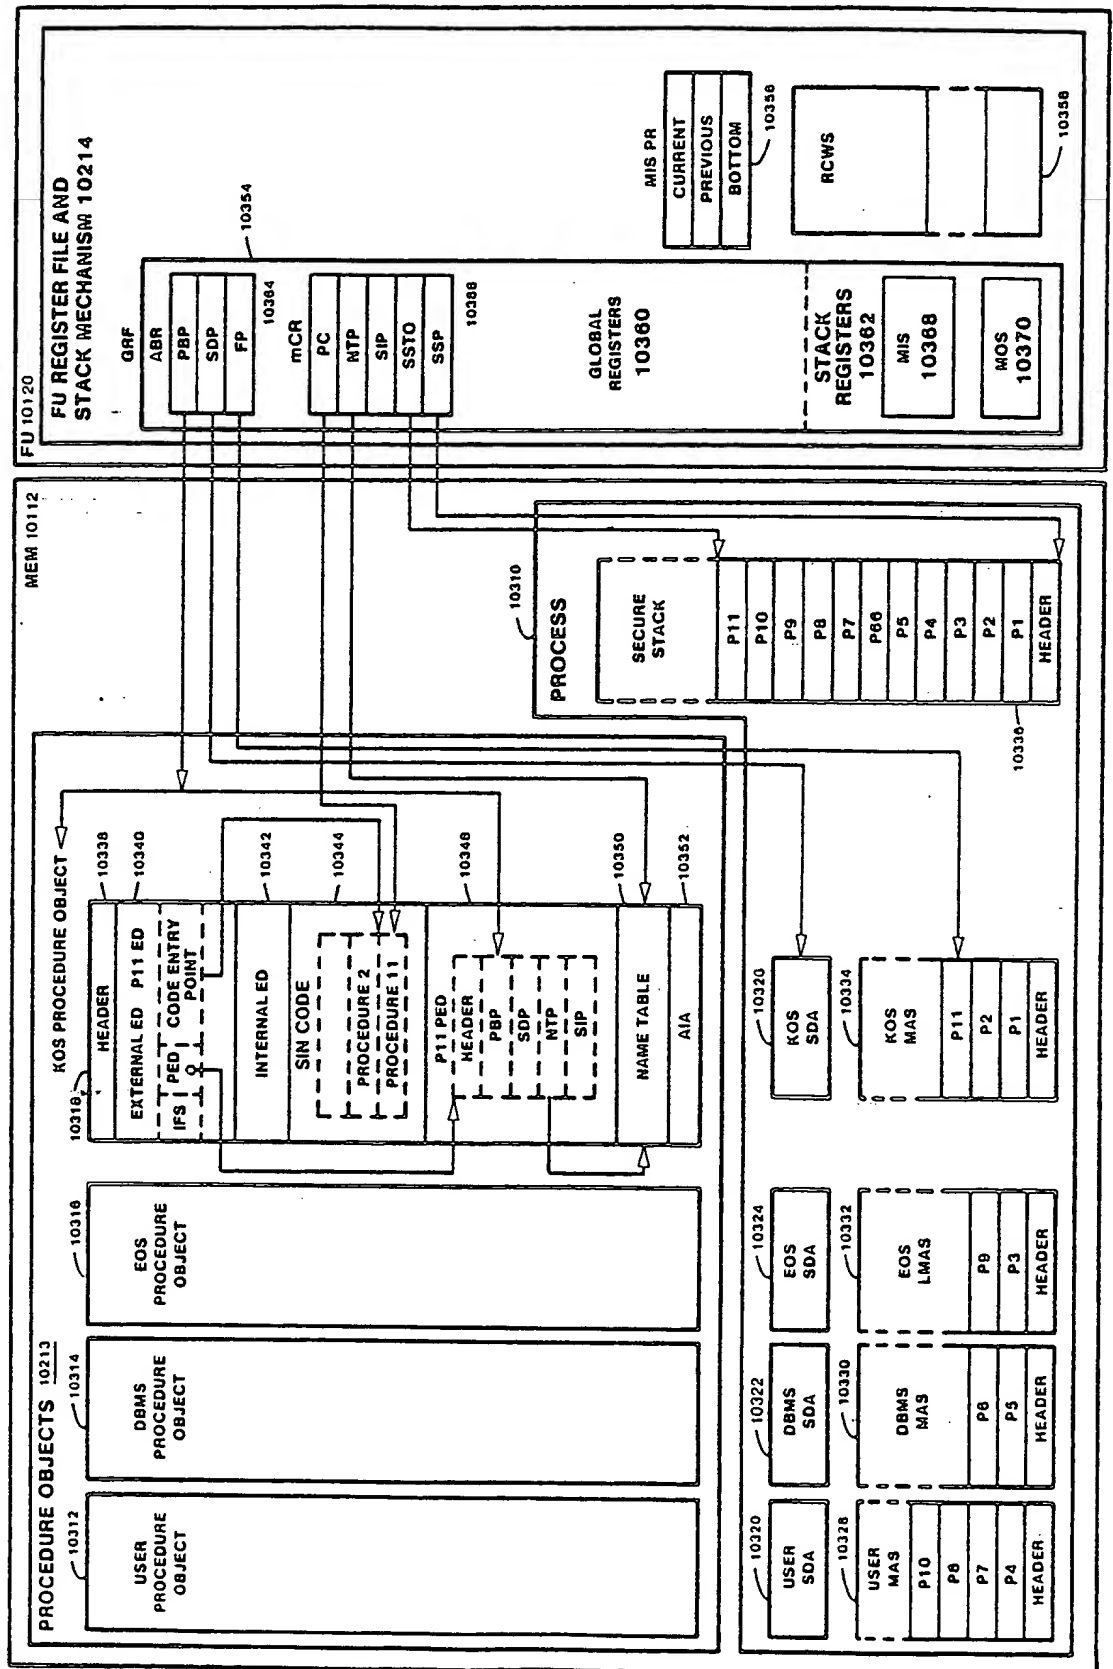 FU 10120
FU REGISTER FILE AND
STACK MECHANISM 10214
GRF
10354
ABR
PBP
SDP
FP
10364
mCR
PC
NTP
SIP
SSTO
SSP
10366
GLOBAL
REGISTERS
10360
STACK
REGISTERS
10362
MIS
10368
MOS
10370
MIS PR
CURRENT
PREVIOUS
BOTTOM
10356
RCWS
10358
MEM 10112
PROCEDURE OBJECTS 10213
10312
USER
PROCEDURE
OBJECT
10314
DBMS
PROCEDURE
OBJECT
10316
EOS
PROCEDURE
OBJECT
KOS PROCEDURE OBJECT
10318
HEADER
10338
EXTERNAL ED P11 ED
10340
IFS
PED
CODE ENTRY
POINT
INTERNAL ED
10342
SIN CODE
10344
PROCEDURE 2
PROCEDURE 11
P11 PED
10346
HEADER
PBP
SDP
NTP
SIP
NAME TABLE
10350
AIA
10352
10310
PROCESS
SECURE
STACK
P11
P10
P9
P8
P7
P66
P5
P4
P3
P2
P1
HEADER
10336
10320
USER
SDA
10322
DBMS
SDA
10324
EOS
SDA
10320
KOS
SDA
10328
USER
MAS
P10
P8
P7
P4
HEADER
10330
DBMS
MAS
P6
P5
HEADER
10332
EOS
LMAS
P9
P3
HEADER
10334
KOS
MAS
P11
P2
P1
HEADER